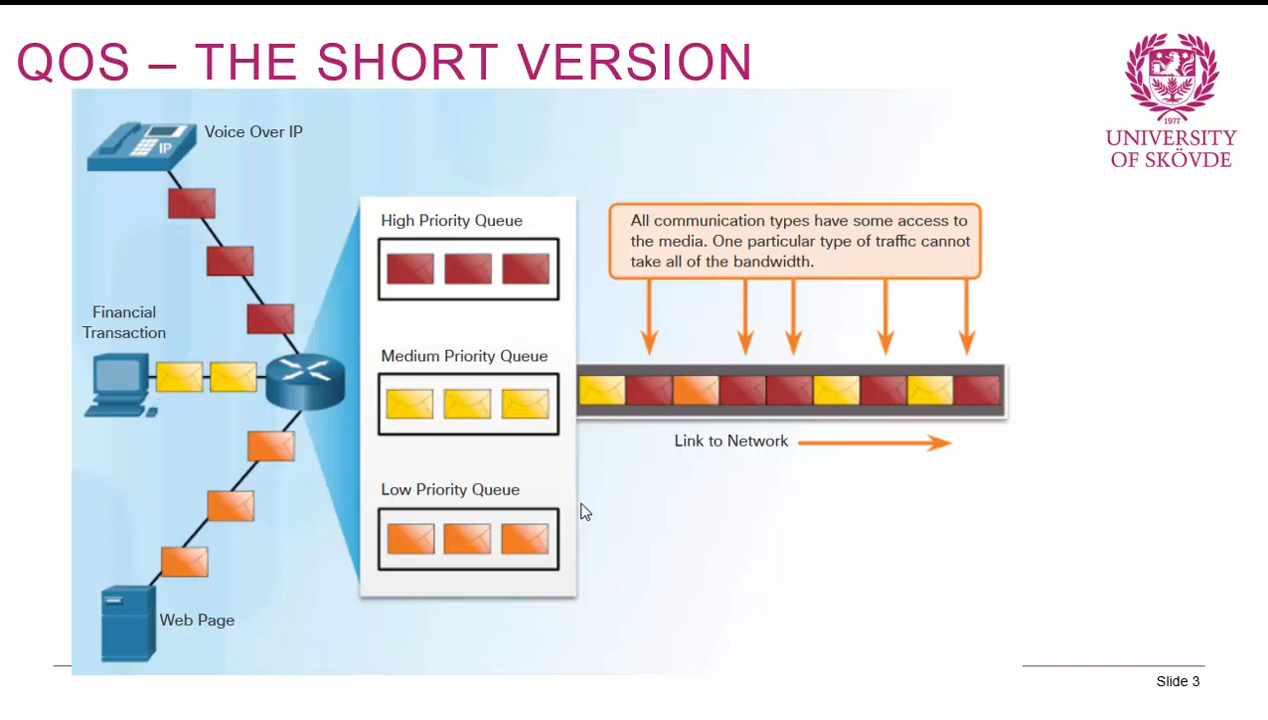 QOS – THE SHORT VERSION
1977
UNIVERSITY
OF SKÖVDE
Voice Over IP
IP
High Priority Queue
All communication types have some access to
the media. One particular type of traffic cannot
take all of the bandwidth.
Financial
Transaction
Medium Priority Queue
Link to Network
Low Priority Queue
Web Page
Slide 3